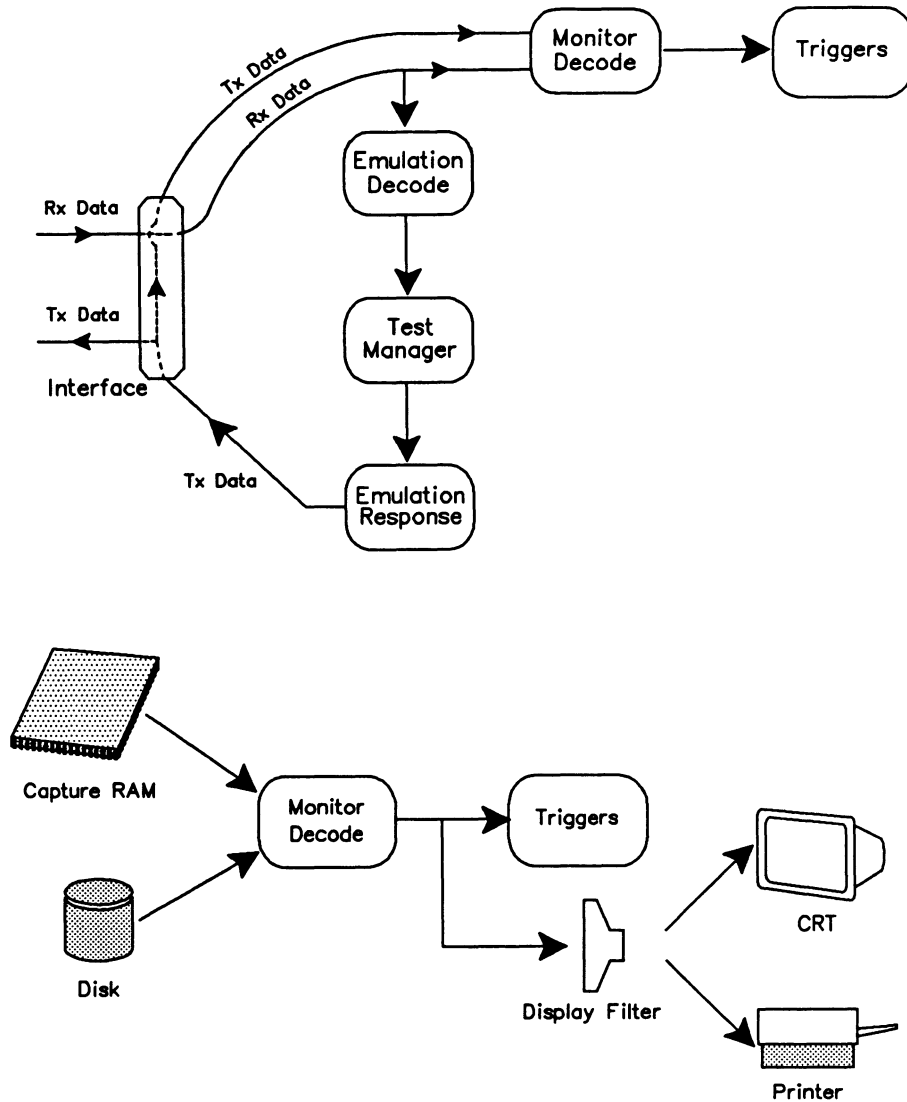 Tx Data
Rx Data
Monitor
Decode
Triggers
Emulation
Decode
Rx Data
Tx Data
Interface
Test
Manager
Tx Data
Emulation
Response
Capture RAM
Monitor
Decode
Triggers
CRT
Disk
Display Filter
Printer